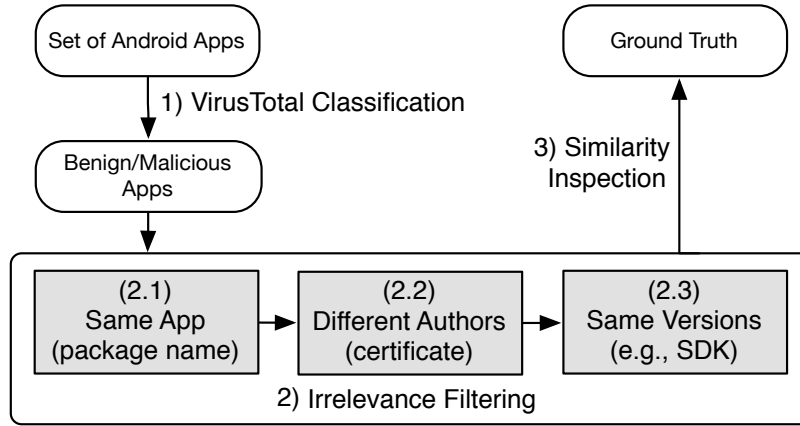 Set of Android Apps
Ground Truth
1) VirusTotal Classification
Benign/Malicious
Apps
3) Similarity
Inspection
(2.1)
Same App
(package name)
(2.2)
Different Authors
(certificate)
(2.3)
Same Versions
(e.g., SDK)
2) Irrelevance Filtering